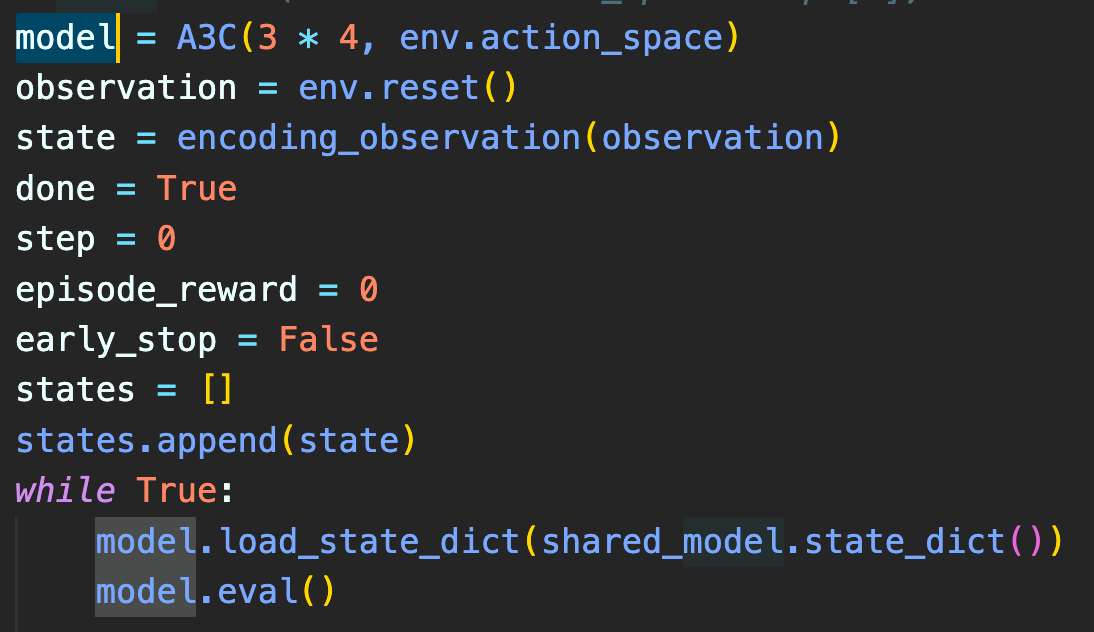 model = A3C(3 * 4, env.action_space)
observation = env.reset()
state = encoding_observation(observation)
done = True
step = 0
episode_reward = 0
early_stop = False
states = []
states.append(state)
while True:
    model.load_state_dict(shared_model.state_dict())
    model.eval()